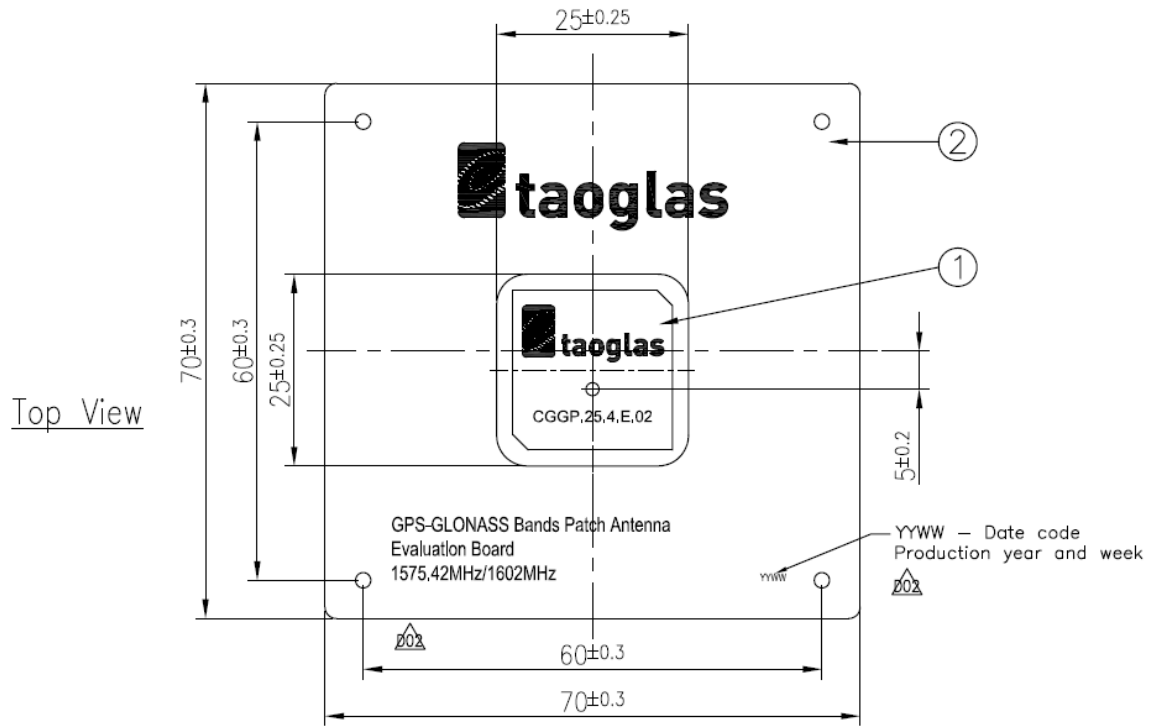 25±0.25
2
taoglas
1
taoglas
70±0.3
60±0.3
25±0.25
Top View
CGGP.25.4.E.02
5±0.2
GPS-GLONASS Bands Patch Antenna
Evaluation Board
1575.42MHz/1602MHz
YYWW
YYWW – Date code
Production year and week
D02
D02
60±0.3
70±0.3